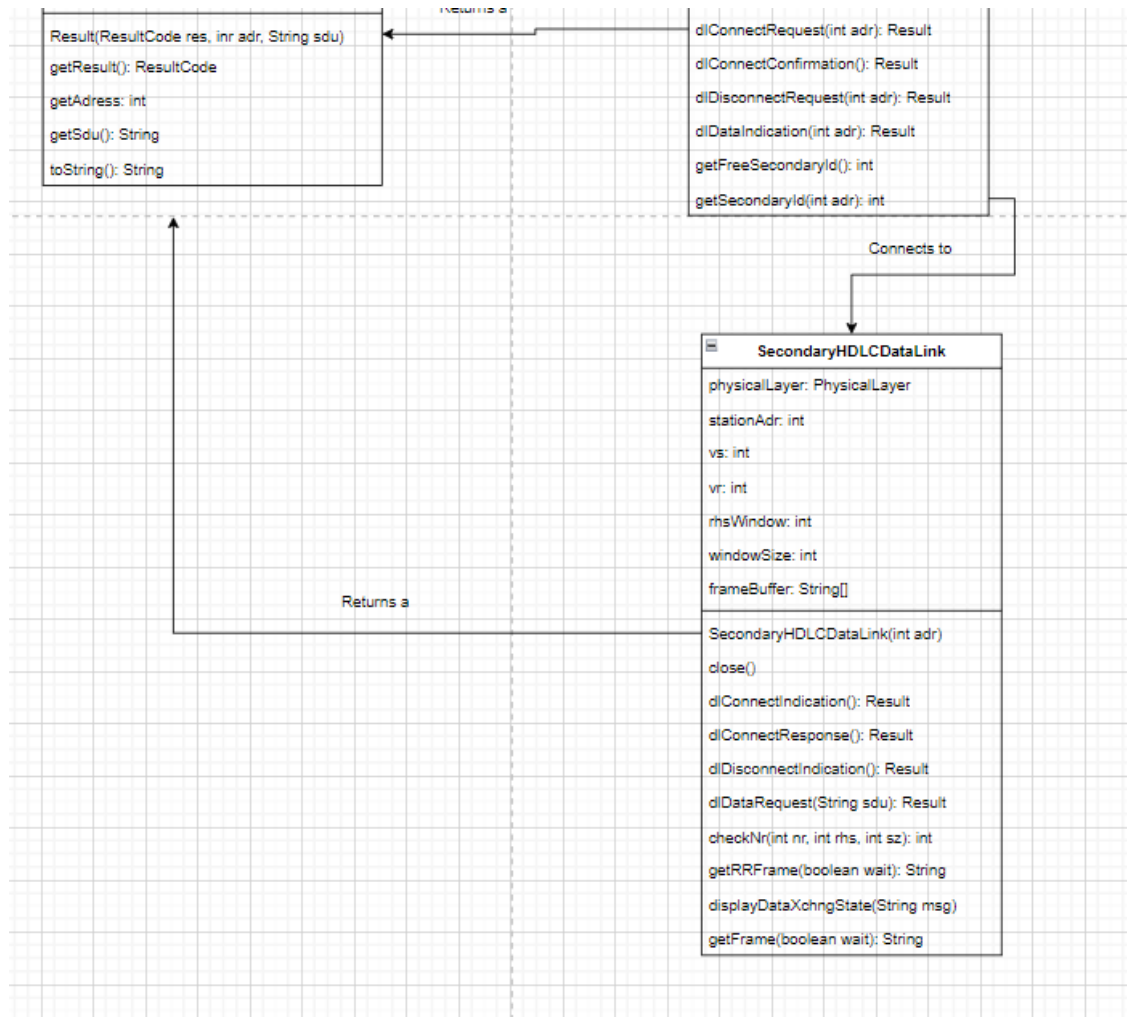 Returns a
Result(ResultCode res, inr adr, String sdu)
getResult(): ResultCode
getAdress: int
getSdu(): String
toString(): String
dlConnectRequest(int adr): Result
dlConnectConfirmation(): Result
dlDisconnectRequest(int adr): Result
dlDataIndication(int adr): Result
getFreeSecondaryId(): int
getSecondaryId(int adr): int
Connects to
SecondaryHDLCDataLink
physicalLayer: PhysicalLayer
stationAdr: int
vs: int
vr: int
rhsWindow: int
windowSize: int
frameBuffer: String[]
Returns a
SecondaryHDLCDataLink(int adr)
close()
dlConnectIndication(): Result
dlConnectResponse(): Result
dlDisconnectIndication(): Result
dlDataRequest(String sdu): Result
checkNr(int nr, int rhs, int sz): int
getRRFrame(boolean wait): String
displayDataXchngState(String msg)
getFrame(boolean wait): String